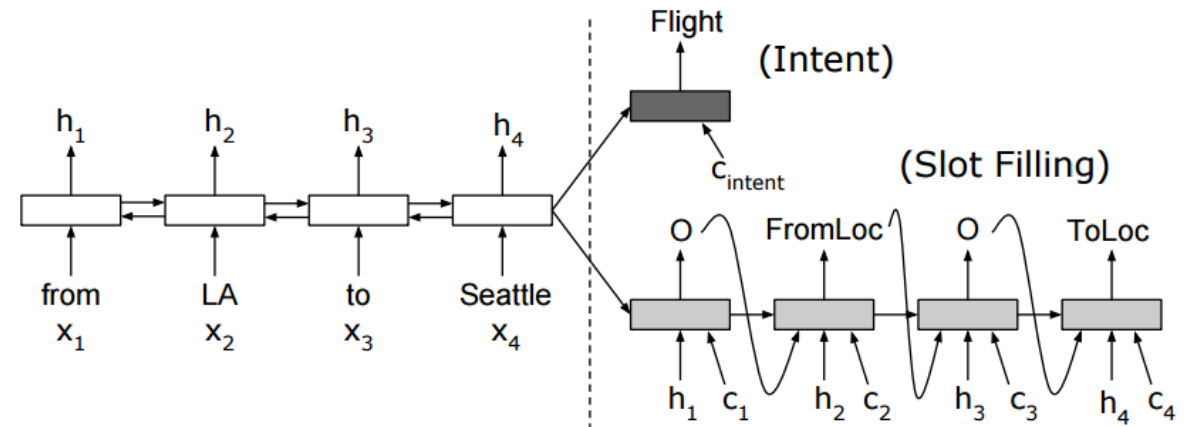 Flight
(Intent)
h₁ h₂ h₃ h₄
c_intent
(Slot Filling)
O FromLoc O ToLoc
from LA to Seattle
x₁ x₂ x₃ x₄
h₁ c₁ h₂ c₂ h₃ c₃ h₄ c₄